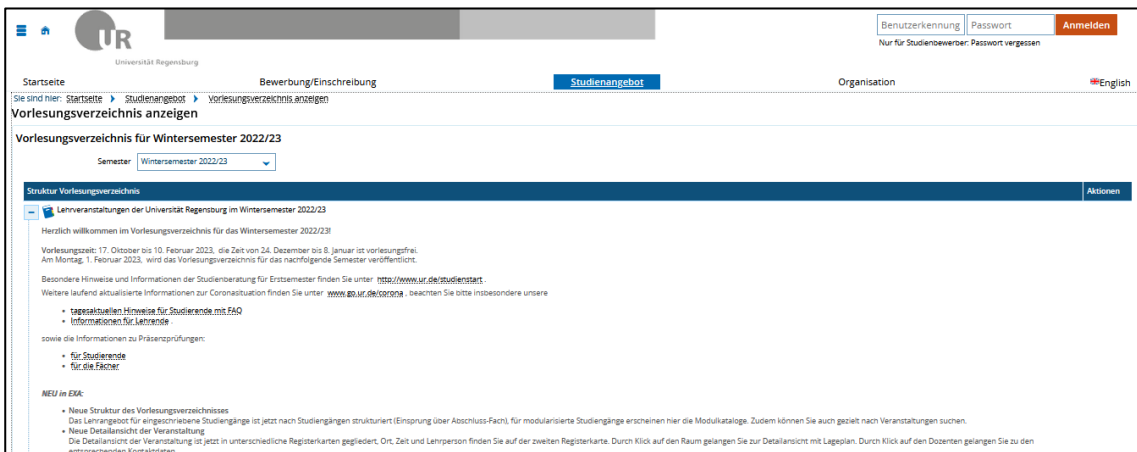 UR
Universität Regensburg
Benutzerkennung Passwort Anmelden
Nur für Studienbewerber: Passwort vergessen
Startseite Bewerbung/Einschreibung Studienangebot Organisation English
Sie sind hier: Startseite Studienangebot Vorlesungsverzeichnis anzeigen
Vorlesungsverzeichnis anzeigen
Vorlesungsverzeichnis für Wintersemester 2022/23
Semester Wintersemester 2022/23
Struktur Vorlesungsverzeichnis Aktionen
Lehrveranstaltungen der Universität Regensburg im Wintersemester 2022/23
Herzlich willkommen im Vorlesungsverzeichnis für das Wintersemester 2022/23!
Vorlesungszeit: 17. Oktober bis 10. Februar 2023, die Zeit von 24. Dezember bis 8. Januar ist vorlesungsfrei.
Am Montag, 1. Februar 2023, wird das Vorlesungsverzeichnis für das nachfolgende Semester veröffentlicht.
Besondere Hinweise und Informationen der Studienberatung für Erstsemester finden Sie unter http://www.ur.de/studienstart .
Weitere laufend aktualisierte Informationen zur Coronasituation finden Sie unter www.go.ur.de/corona , beachten Sie bitte insbesondere unsere
• tagesaktuellen Hinweise für Studierende mit FAQ
• Informationen für Lehrende .
sowie die Informationen zu Präsenzprüfungen:
• für Studierende
• für die Fächer
NEU in EXA:
• Neue Struktur des Vorlesungsverzeichnisses
Das Lehrangebot für eingeschriebene Studiengänge ist jetzt nach Studiengängen strukturiert (Einsprung über Abschluss-Fach), für modularisierte Studiengänge erscheinen hier die Modulkataloge. Zudem können Sie auch gezielt nach Veranstaltungen suchen.
• Neue Detailansicht der Veranstaltung
Die Detailansicht der Veranstaltung ist jetzt in unterschiedliche Registerkarten gegliedert, Ort, Zeit und Lehrperson finden Sie auf der zweiten Registerkarte. Durch Klick auf den Raum gelangen Sie zur Detailansicht mit Lageplan. Durch Klick auf den Dozenten gelangen Sie zu den
entsprechenden Kontaktdaten